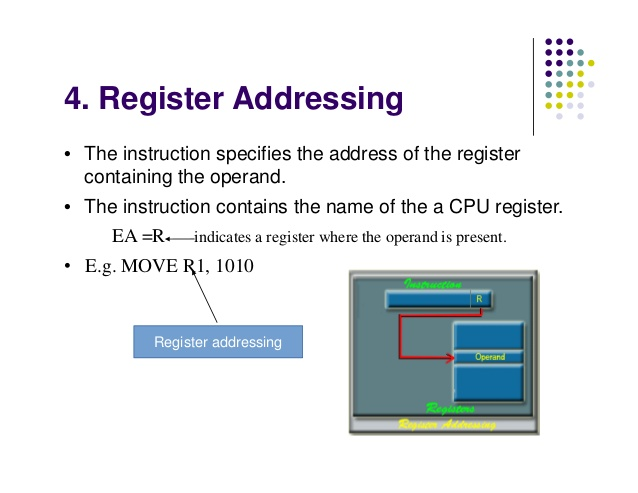 4. Register Addressing
• The instruction specifies the address of the register
containing the operand.
• The instruction contains the name of the a CPU register.
EA =R indicates a register where the operand is present.
• E.g. MOVE R1, 1010
Register addressing
Instruction
R
Operand
Registers
Register Addressing